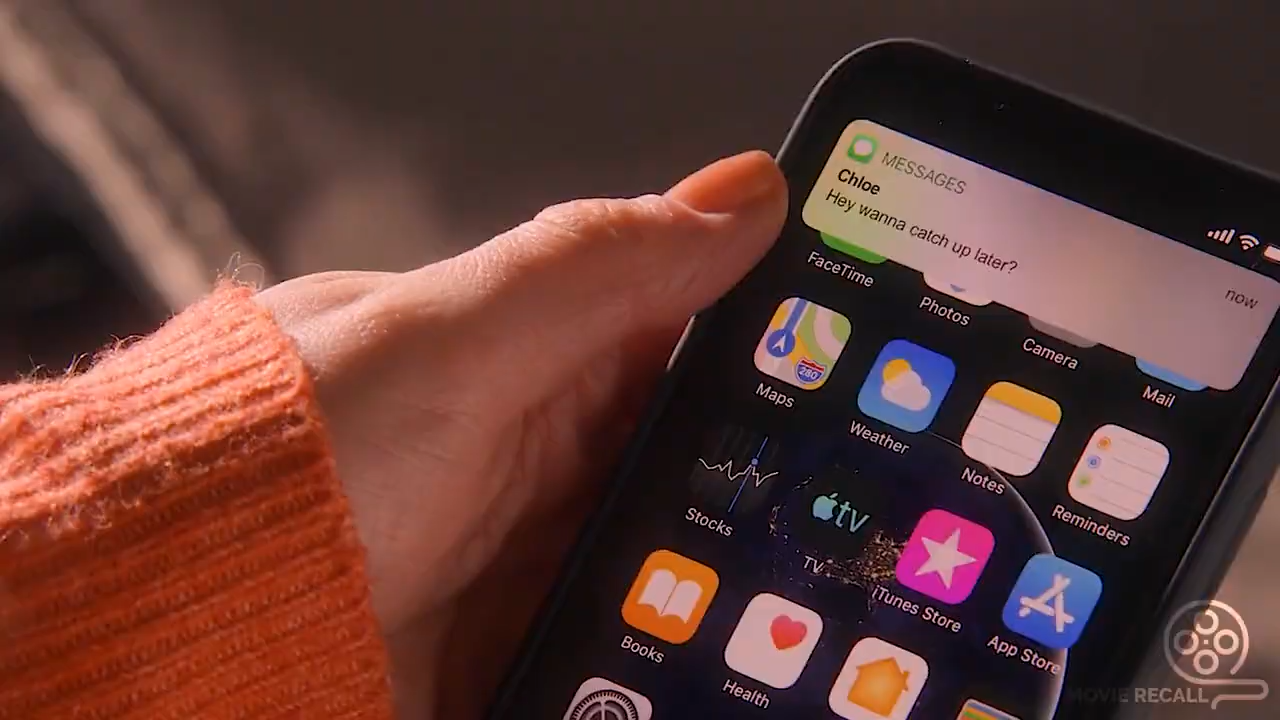 MESSAGES
Chloe
Hey wanna catch up later?
now
FaceTime
Photos
Camera
Mail
280
Maps
Weather
Notes
Reminders
Stocks
tv
TV
iTunes Store
App Store
Books
Health
MOVIE RECALL